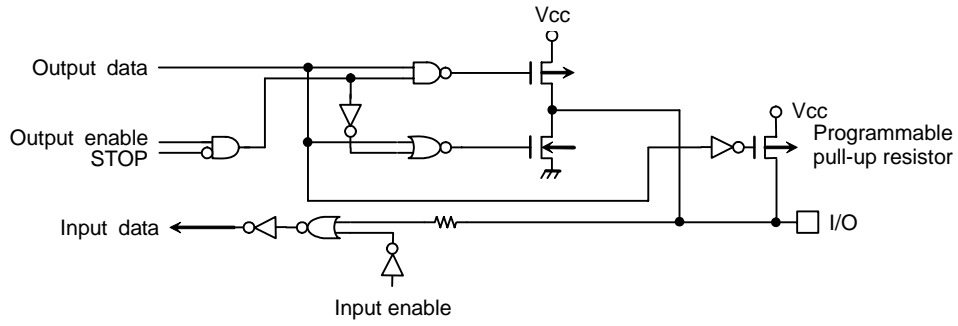 Vcc
Output data
Vcc
Output enable
STOP
Programmable
pull-up resistor
Input data
I/O
Input enable